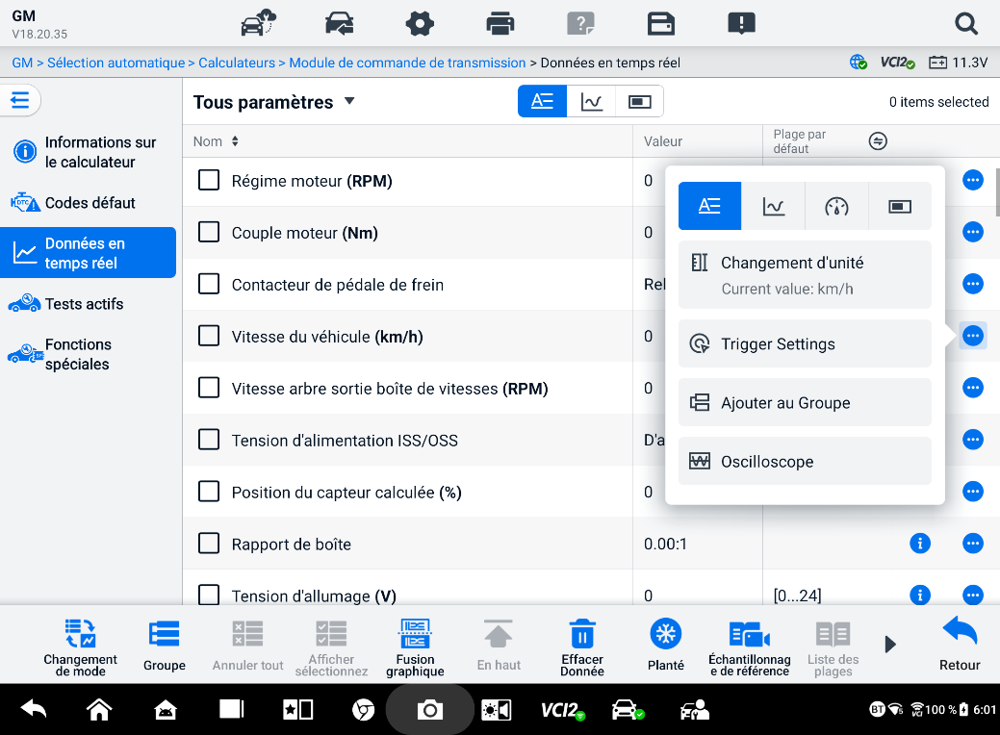 GM
V18.20.35
GM > Sélection automatique > Calculateurs > Module de commande de transmission > Données en temps réel
VCI2
11.3V
Tous paramètres
0 items selected
Informations sur
le calculateur
DTC
Codes défaut
Données en
temps réel
Tests actifs
Fonctions
spéciales
Nom
Valeur
Plage par
défaut
Régime moteur (RPM)
0
Couple moteur (Nm)
0
Contacteur de pédale de frein
Rel
Vitesse du véhicule (km/h)
0
Vitesse arbre sortie boîte de vitesses (RPM)
0
Tension d'alimentation ISS/OSS
D'a
Position du capteur calculée (%)
0
Rapport de boîte
0.00:1
Tension d'allumage (V)
0
[0...24]
Changement d'unité
Current value: km/h
Trigger Settings
Ajouter au Groupe
Oscilloscope
Changement
de mode
Groupe
Annuler tout
Afficher
sélectionnez
Fusion
graphique
En haut
Effacer
Donnée
Planté
Échantillonnag
e de référence
Liste des
plages
Retour
VCI2
BT
5
VG
100 %
6:01